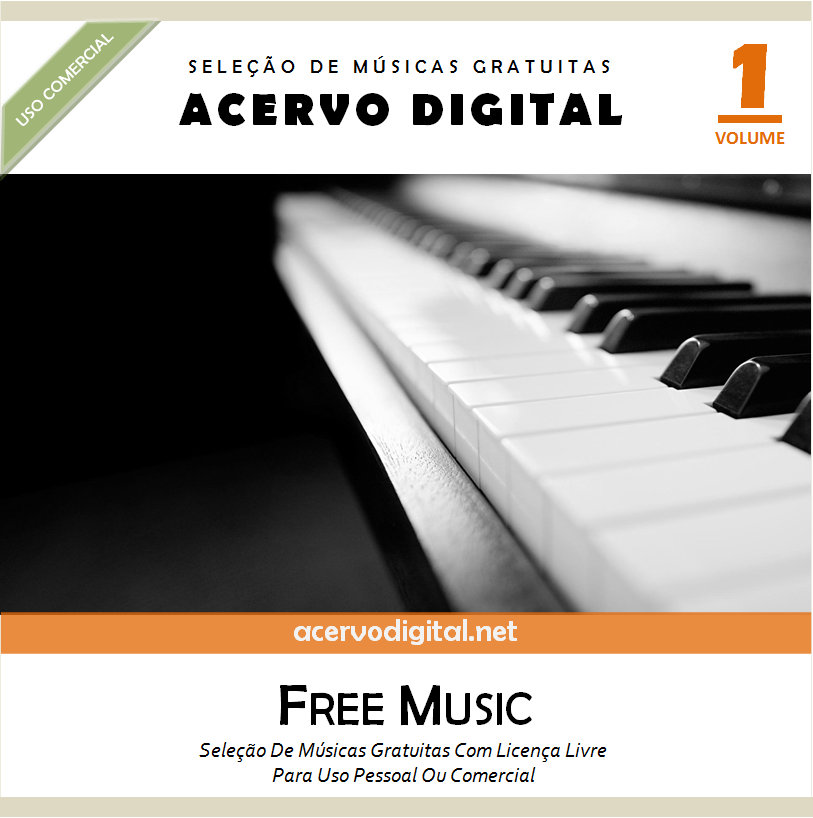 USO COMERCIAL
SELEÇÃO DE MÚSICAS GRATUITAS
ACERVO DIGITAL
1
VOLUME
acervodigital.net
FREE MUSIC
Seleção De Músicas Gratuitas Com Licença Livre
Para Uso Pessoal Ou Comercial